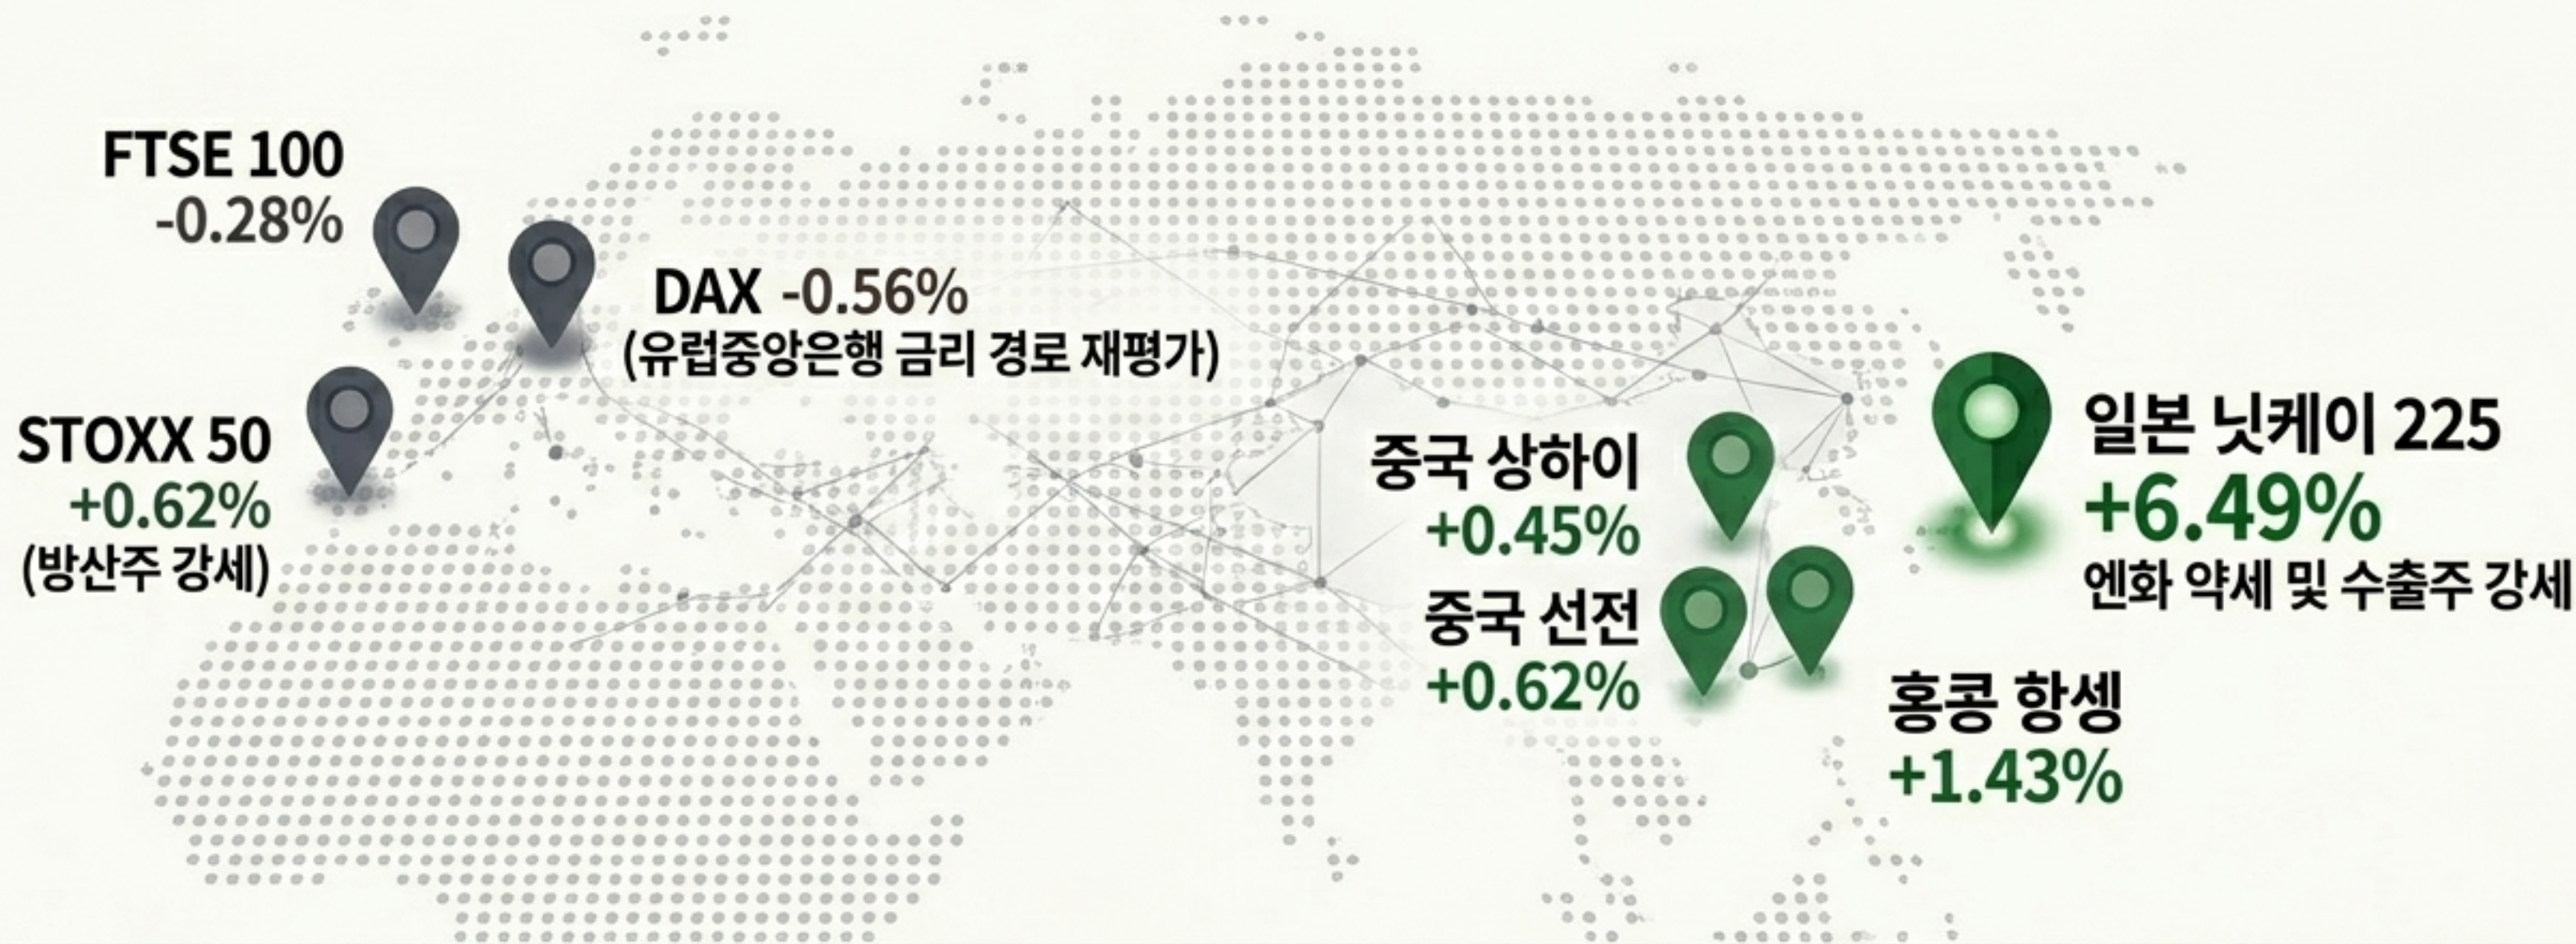 FTSE 100
-0.28%
DAX -0.56%
(유럽중앙은행 금리 경로 재평가)
STOXX 50
+0.62%
(방산주 강세)
중국 상하이
+0.45%
중국 선전
+0.62%
홍콩 항셍
+1.43%
일본 닛케이 225
+6.49%
엔화 약세 및 수출주 강세